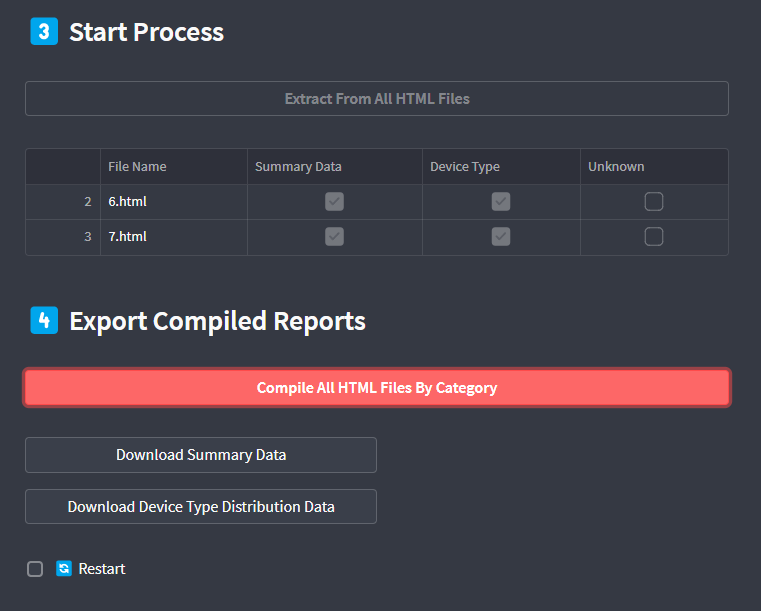 3 Start Process
Extract From All HTML Files
File Name Summary Data Device Type Unknown
2 6.html
3 7.html
4 Export Compiled Reports
Compile All HTML Files By Category
Download Summary Data
Download Device Type Distribution Data
Restart